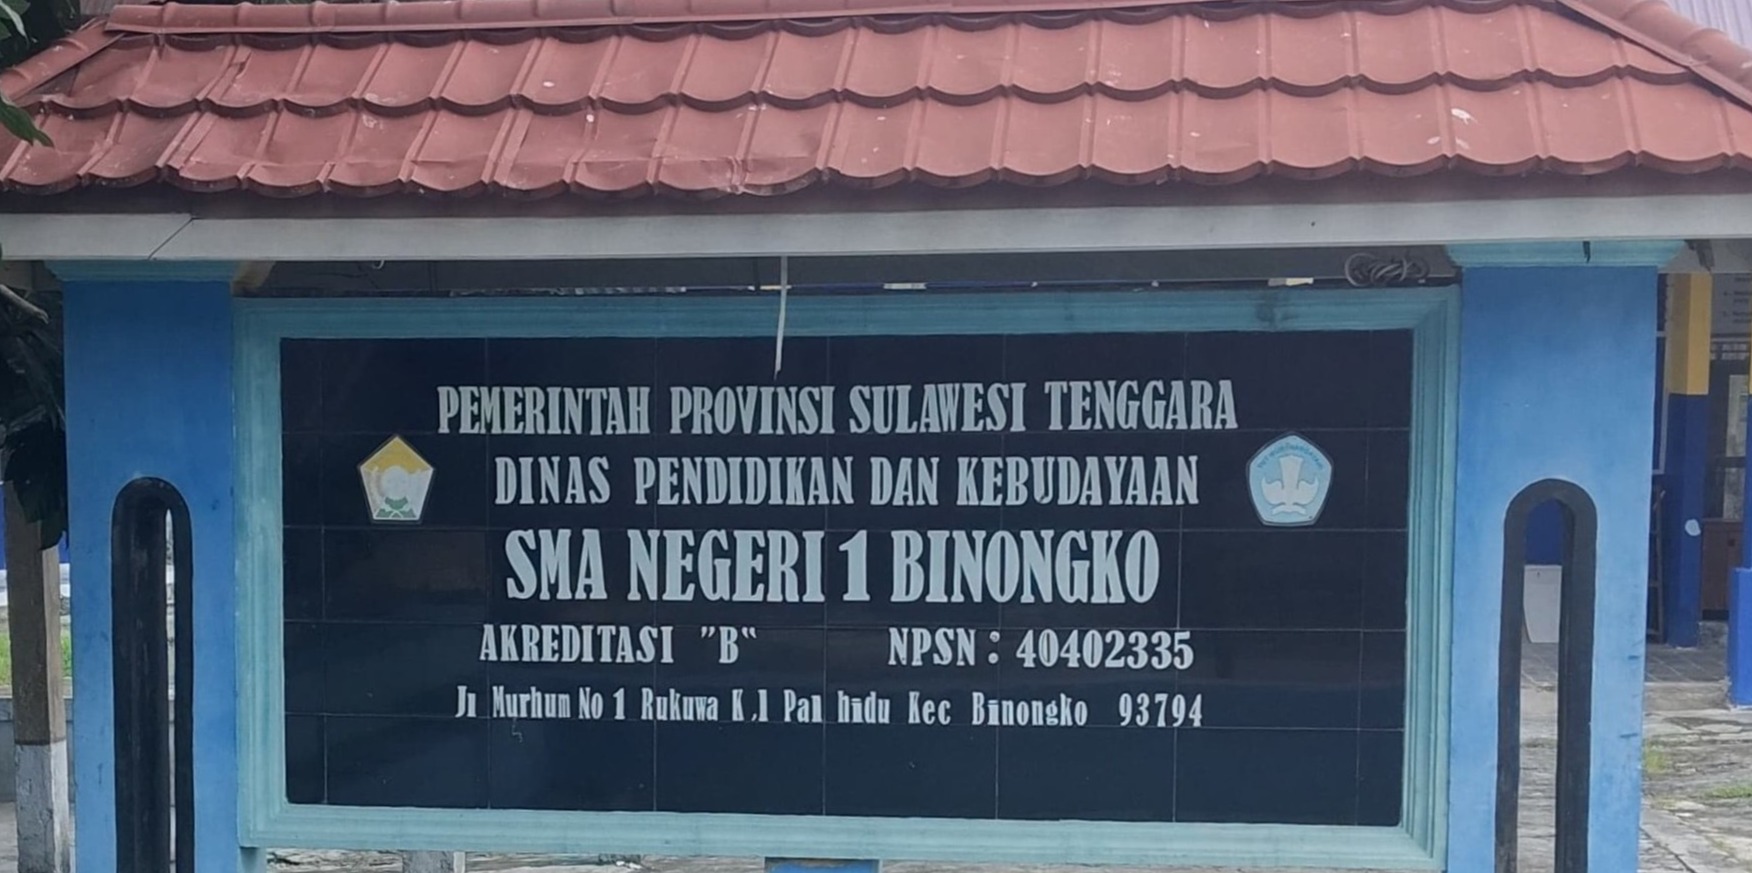 PEMERINTAH PROVINSI SULAWESI TENGGARA
DINAS PENDIDIKAN DAN KEBUDAYAAN
SMA NEGERI 1 BINONGKO
AKREDITASI "B" NPSN : 40402335
Jl Murhum No 1 Rukuwa Kec Binongko 93794